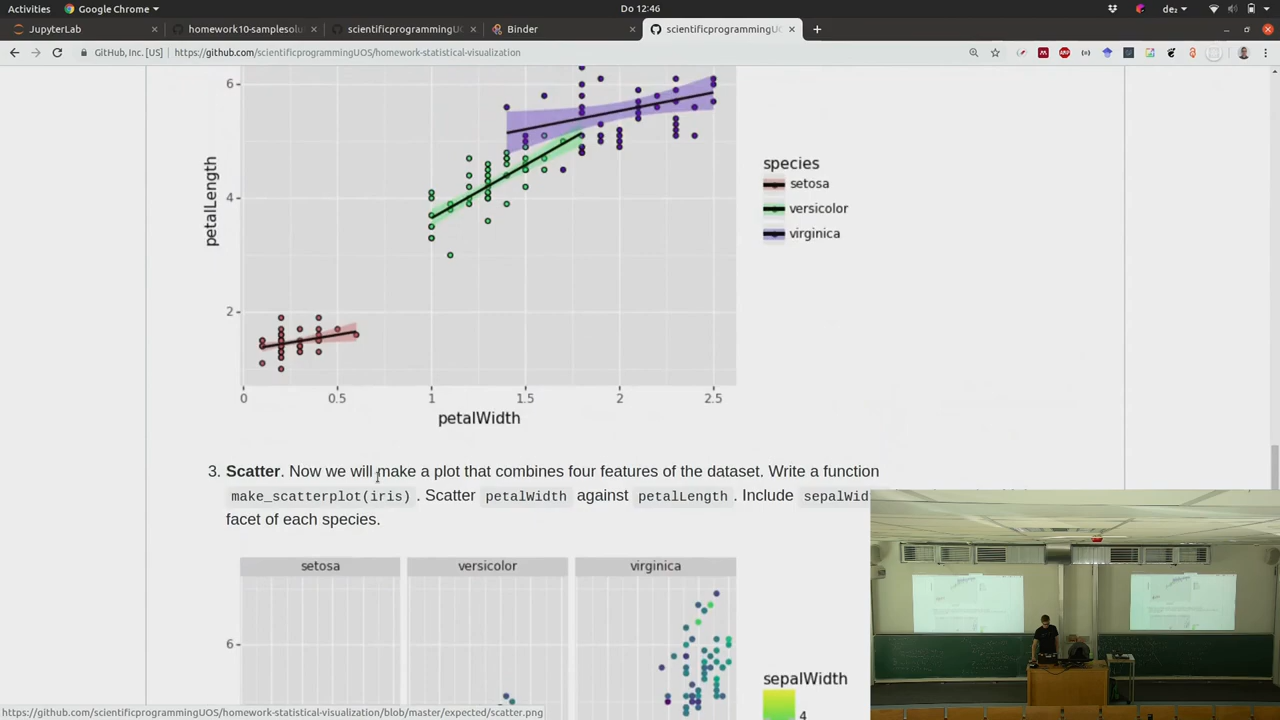 Activities
Google Chrome
Do 12:46
de₂
JupyterLab
homework10-samplesolu
scientificprogrammingUO
Binder
scientificprogrammingUO
GitHub, Inc. [US]
https://github.com/scientificprogrammingUOS/homework-statistical-visualization
6
4
2
petalLength
0
0.5
1
1.5
2
2.5
petalWidth
species
setosa
versicolor
virginica
3. Scatter. Now we will make a plot that combines four features of the dataset. Write a function
make_scatterplot(iris) . Scatter petalWidth against petalLength . Include sepalWid
facet of each species.
setosa
versicolor
virginica
6
sepalWidth
4
https://github.com/scientificprogrammingUOS/homework-statistical-visualization/blob/master/expected/scatter.png